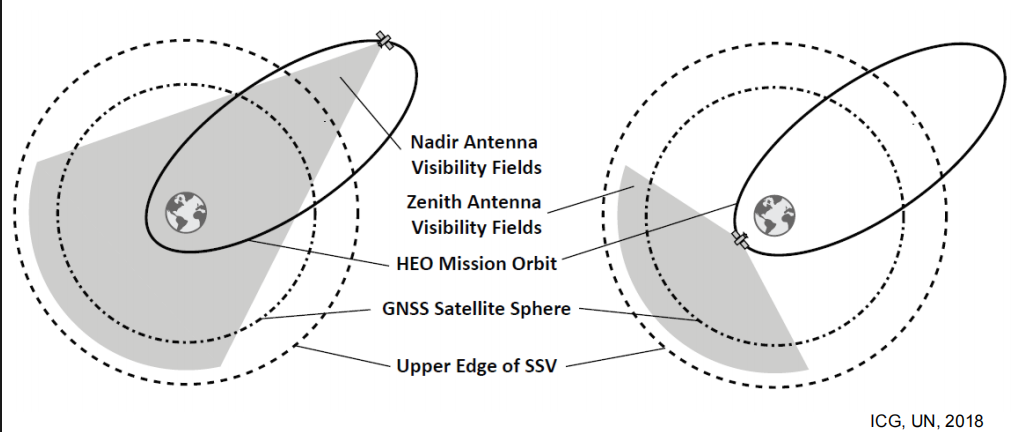 Nadir Antenna
Visibility Fields
Zenith Antenna
Visibility Fields
HEO Mission Orbit
GNSS Satellite Sphere
Upper Edge of SSV
ICG, UN, 2018